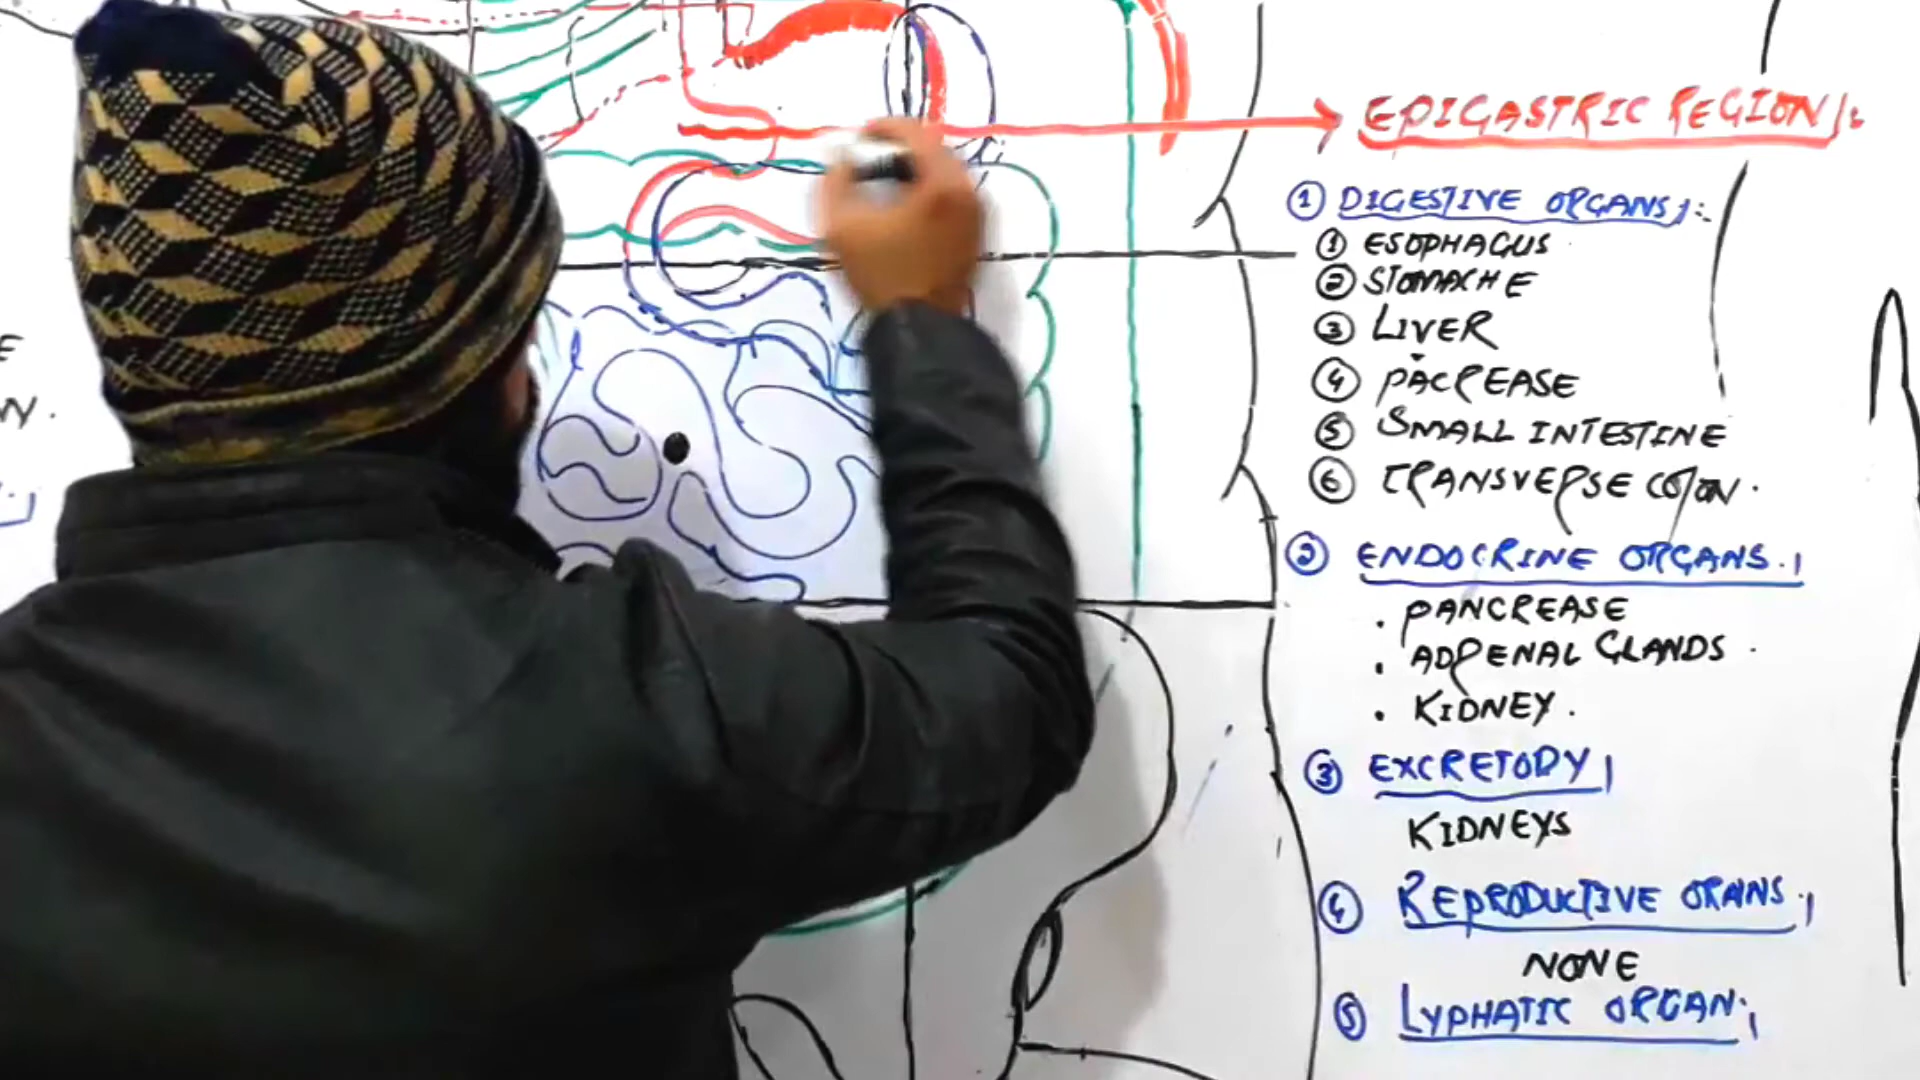 EPIGASTRIC REGION
① DIGESTIVE ORGANS
① ESOPHAGUS
② STOMACHE
③ LIVER
④ PACREASE
⑤ SMALL INTESTINE
⑥ TRANSVERSE COLON.
② ENDOCRINE ORGANS.
. PANCREASE
. ADRENAL GLANDS
. KIDNEY.
③ EXCRETORY
KIDNEYS
④ REPRODUCTIVE ORANS
NONE
⑤ LYPHATIC ORGAN